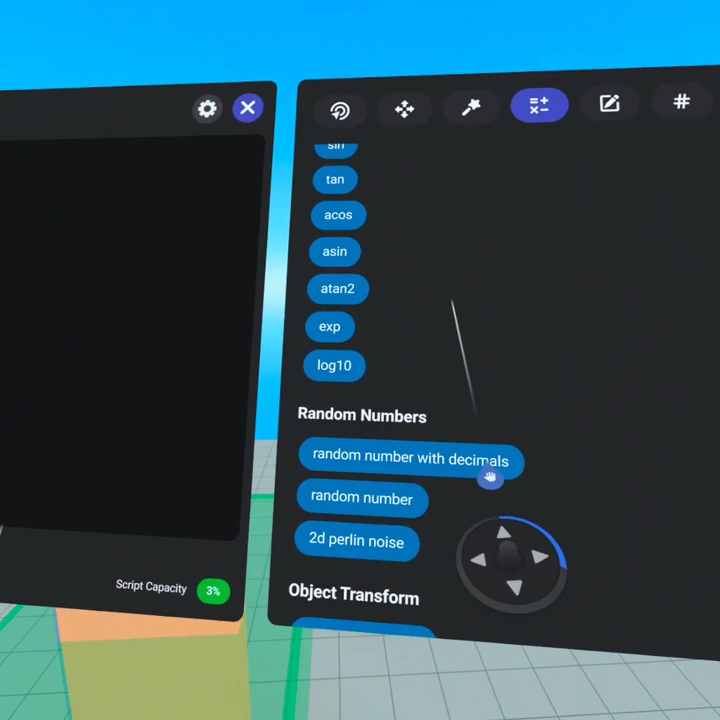 sin
tan
acos
asin
atan2
exp
log10
Random Numbers
random number with decimals
random number
2d perlin noise
Object Transform
Script Capacity 3%